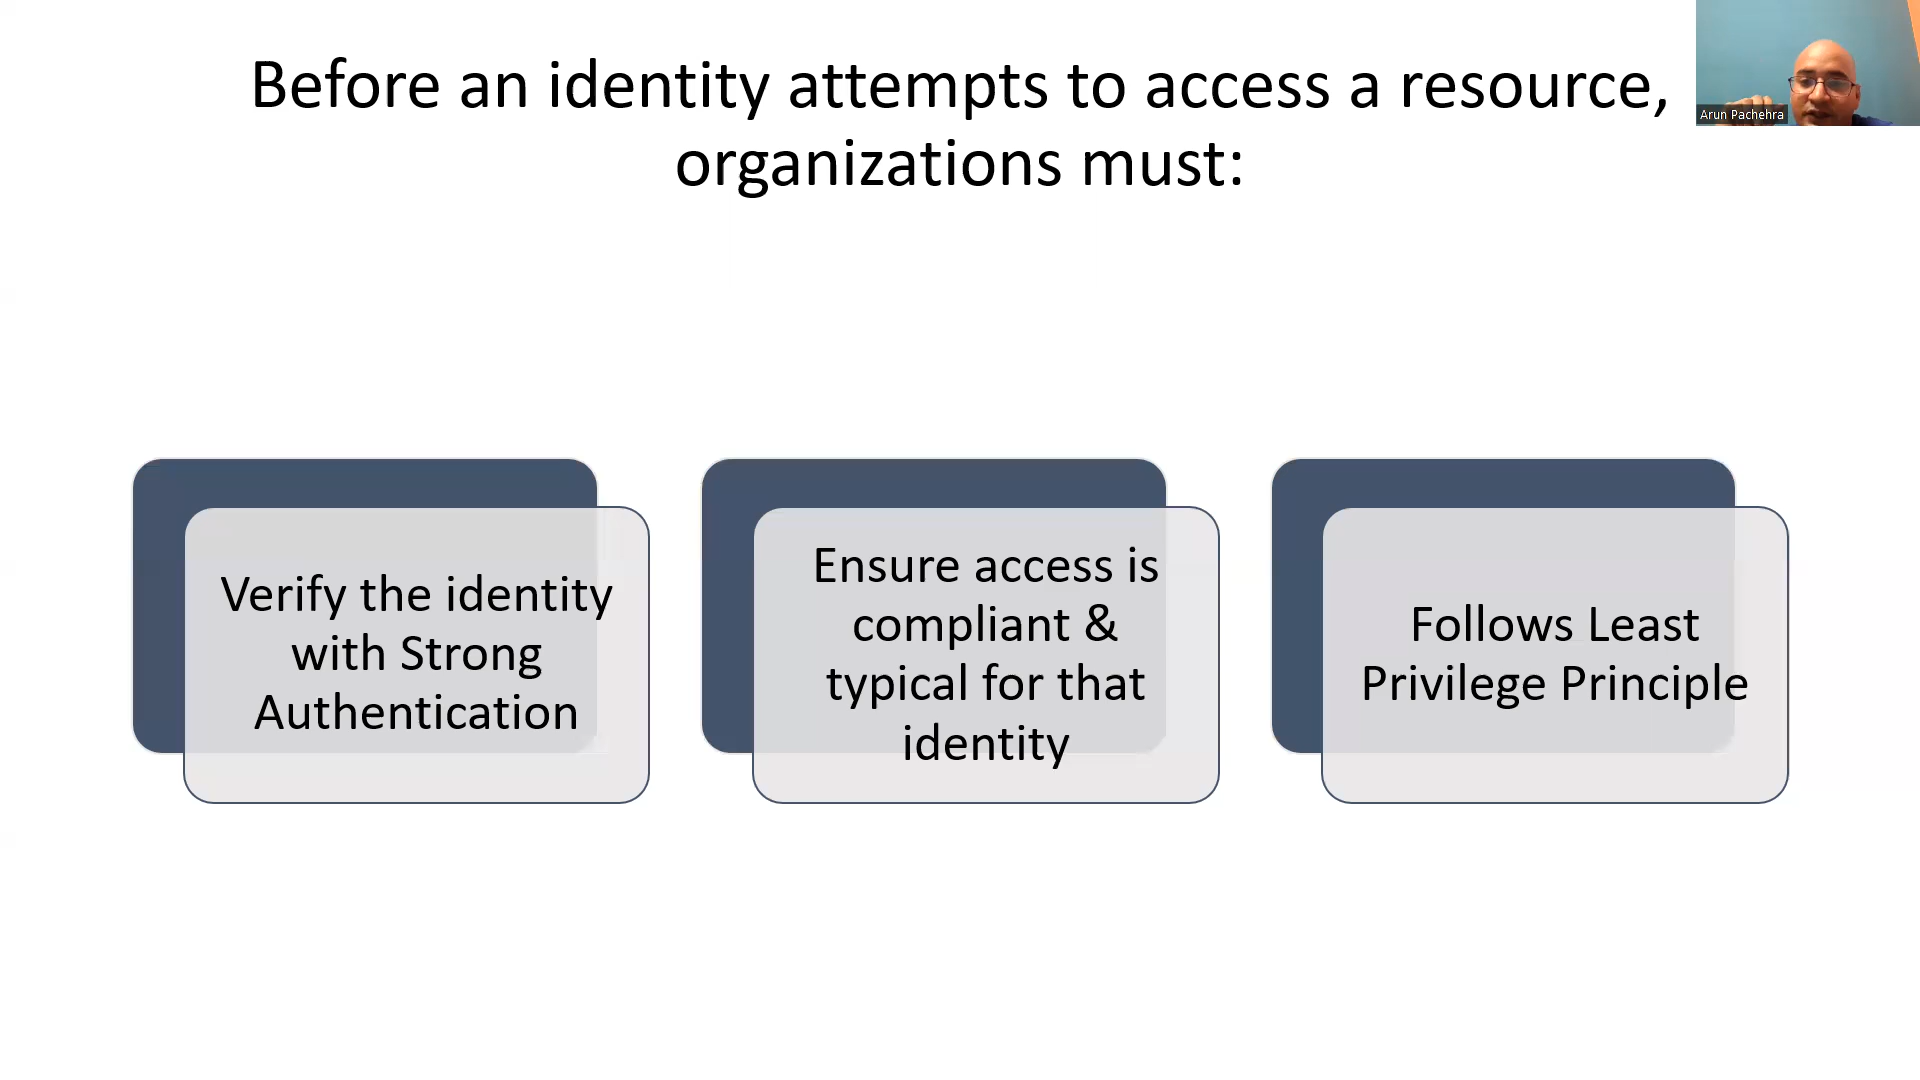 Before an identity attempts to access a resource,
organizations must:
Arun Pachehra
Verify the identity
with Strong
Authentication
Ensure access is
compliant &
typical for that
identity
Follows Least
Privilege Principle